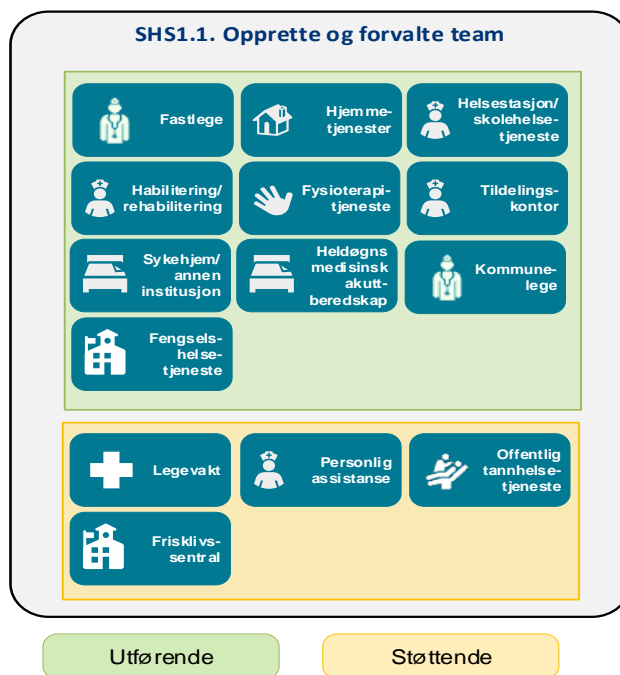 SHS1.1. Opprette og forvalte team
Fastlege
Hjemme-
tjenester
Helsestasjon/
skolehelse-
tjeneste
Habilitering/
rehabilitering
Fysioterapi-
tjeneste
Tildelings-
kontor
Sykehjem/
annen
institusjon
Heldøgns
medisinsk
akutt-
beredskap
Kommune-
lege
Fengsels-
helse-
tjeneste
Legevakt
Personlig
assistanse
Offentlig
tannhelse-
tjeneste
Frisklivs-
sentral
Utførende
Støttende